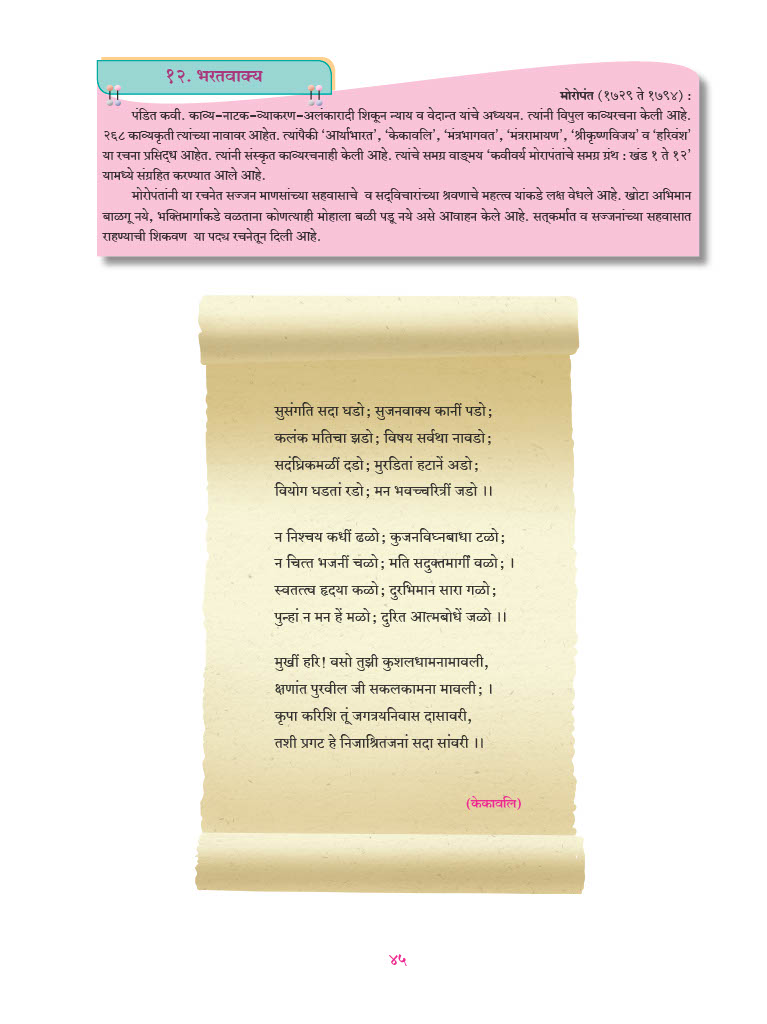 १२. भरतवाक्य
मोरोपंत (१७२९ ते १७९४) :
पंडित कवी. काव्य-नाटक-व्याकरण-अलंकारादी शिकून न्याय व वेदान्त यांचे अध्ययन. त्यांनी विपुल काव्यरचना केली आहे.
२६८ काव्यकृती त्यांच्या नावावर आहेत. त्यांपैकी ‘आर्याभारत’, ‘केकावलि’, ‘मंत्रभागवत’, ‘मंत्ररामायण’, ‘श्रीकृष्णविजय’ व ‘हरिवंश’
या रचना प्रसिद्ध आहेत. त्यांनी संस्कृत काव्यरचनाही केली आहे. त्यांचे समग्र वाङ्मय ‘कवीवर्य मोरापंतांचे समग्र ग्रंथ : खंड १ ते १२’
यामध्ये संग्रहित करण्यात आले आहे.
मोरोपंतांनी या रचनेत सज्जन माणसांच्या सहवासाचे व सद्‌विचारांच्या श्रवणाचे महत्त्व यांकडे लक्ष वेधले आहे. खोटा अभिमान
बाळगू नये, भक्तिमार्गाकडे वळताना कोणत्याही मोहाला बळी पडू नये असे आवाहन केले आहे. सत्कर्मात व सज्जनांच्या सहवासात
राहण्याची शिकवण या पद्य रचनेतून दिली आहे.
सुसंगति सदा घडो; सुजनवाक्य कानीं पडो;
कलंक मतिचा झडो; विषय सर्वथा नावडो;
सदंघ्रिकमळीं दडो; मुरडितां हटानें अडो;
वियोग घडतां रडो; मन भवच्चरित्रीं जडो ।।
न निश्चय कधीं ढळो; कुजनविघ्नबाधा टळो;
न चित्त भजनीं चळो; मति सदुक्तमार्गीं वळो; ।
स्वतत्त्व हृदया कळो; दुरभिमान सारा गळो;
पुन्हां न मन हें मळो; दुरित आत्मबोधें जळो ।।
मुखीं हरि! वसो तुझी कुशलधामनामावली,
क्षणांत पुरवील जी सकलकामना मावली; ।
कृपा करिशि तूं जगत्रयनिवास दासावरी,
तशी प्रगट हे निजाश्रितजनां सदा सांवरी ।।
(केकावलि)
४५